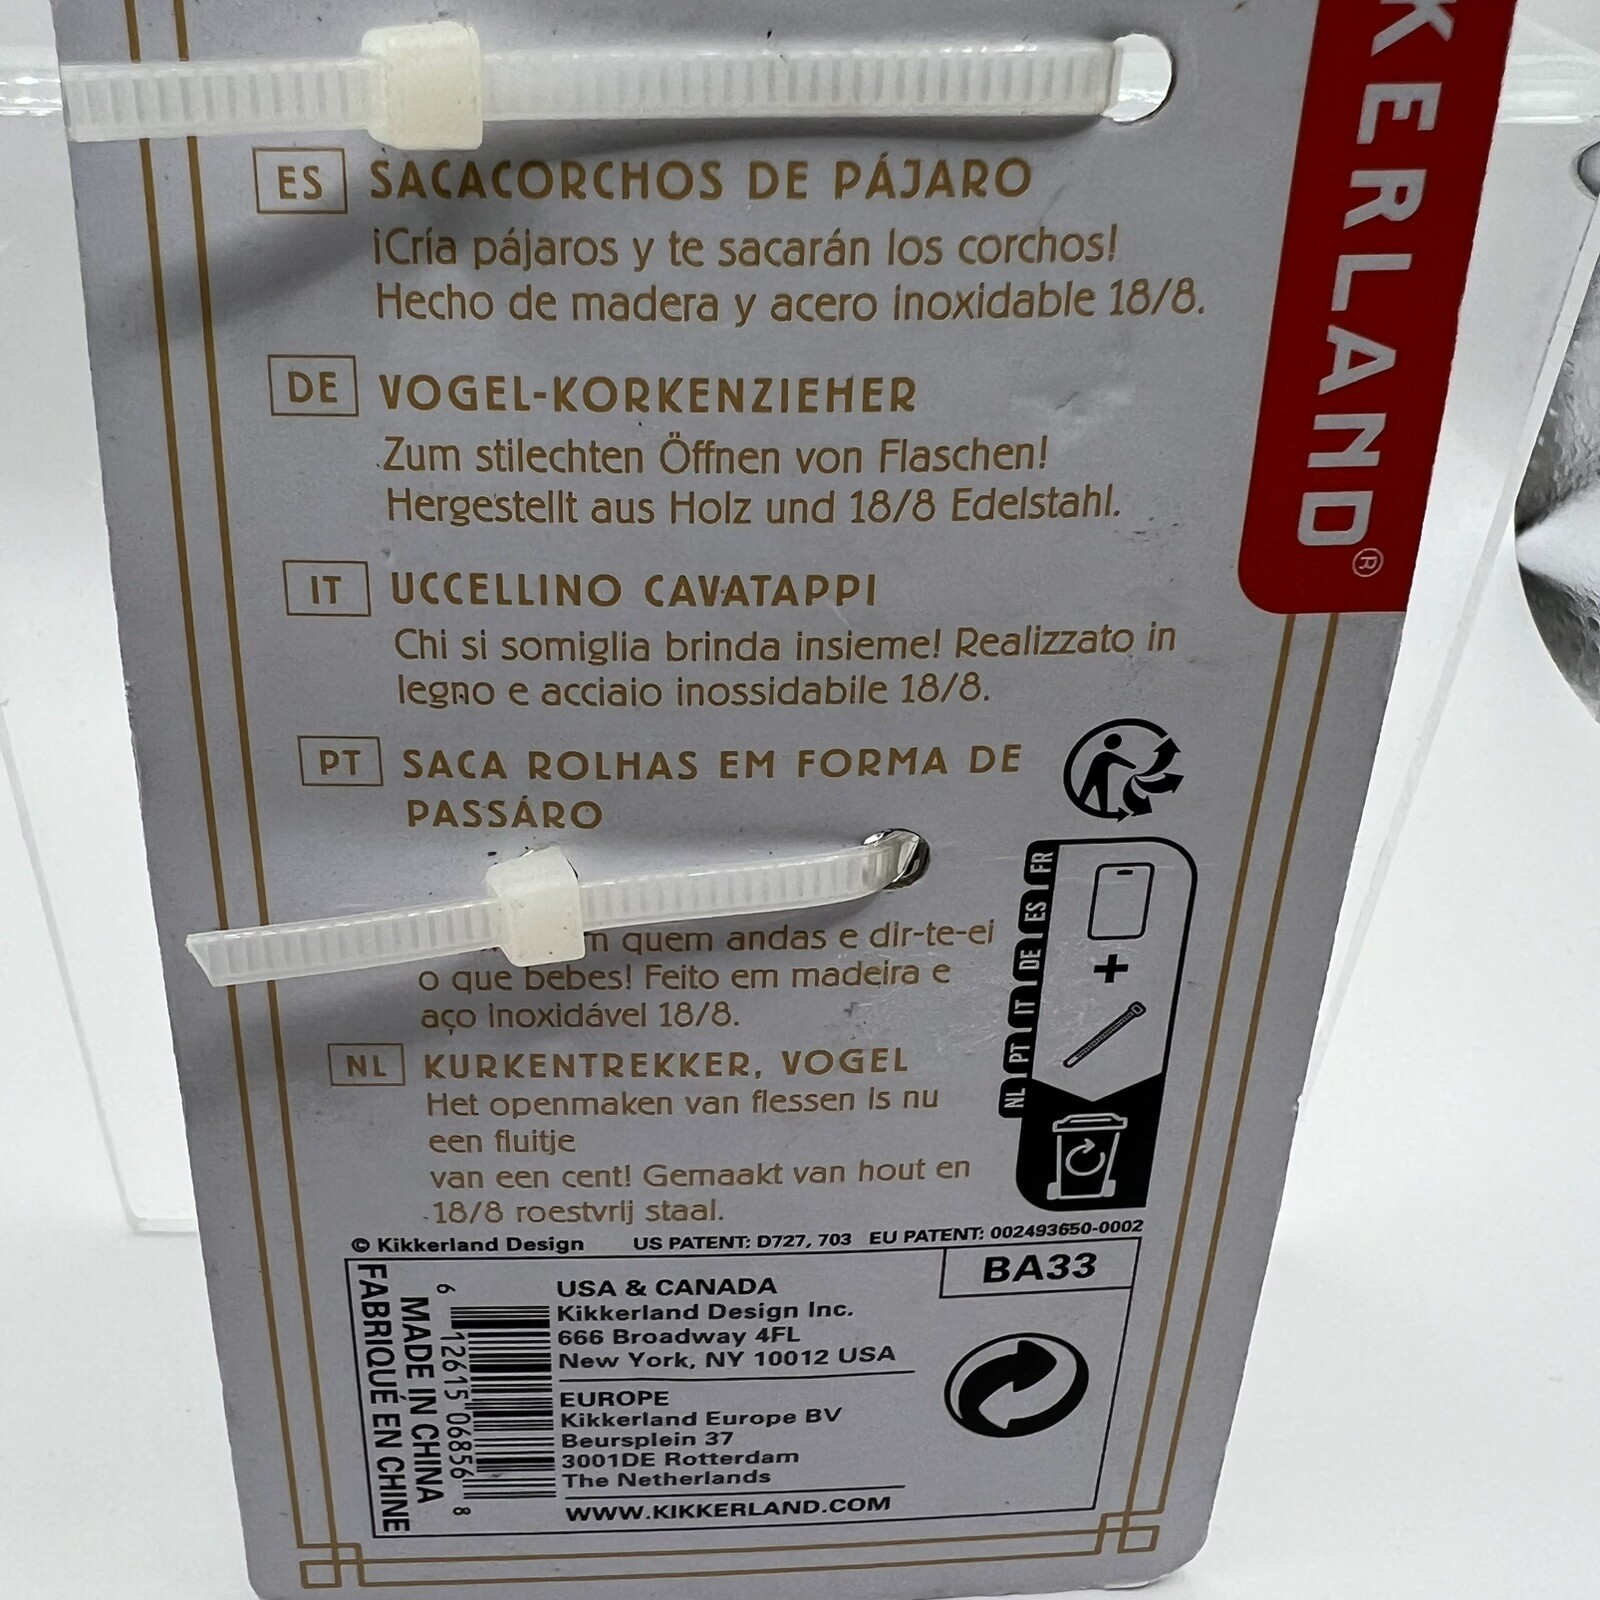 KIKKERLAND®
ES SACACORCHOS DE PÁJARO
¡Cría pájaros y te sacarán los corchos!
Hecho de madera y acero inoxidable 18/8.
DE VOGEL-KORKENZIEHER
Zum stilechten Öffnen von Flaschen!
Hergestellt aus Holz und 18/8 Edelstahl.
IT UCCELLINO CAVATAPPI
Chi si somiglia brinda insieme! Realizzato in
legno e acciaio inossidabile 18/8.
PT SACA ROLHAS EM FORMA DE
PASSÁRO
quem andas e dir-te-ei
o que bebes! Feito em madeira e
aço inoxidável 18/8.
NL KURKENTREKKER, VOGEL
Het openmaken van flessen is nu
een fluitje
van een cent! Gemaakt van hout en
18/8 roestvrij staal.
NL PT IT DE ES FR
+
© Kikkerland Design US PATENT: D727, 703 EU PATENT: 002493650-0002
BA33
FABRIQUÉ EN CHINE
MADE IN CHINA
6 12615 06856 8
USA & CANADA
Kikkerland Design Inc.
666 Broadway 4FL
New York, NY 10012 USA
EUROPE
Kikkerland Europe BV
Beursplein 37
3001DE Rotterdam
The Netherlands
WWW.KIKKERLAND.COM